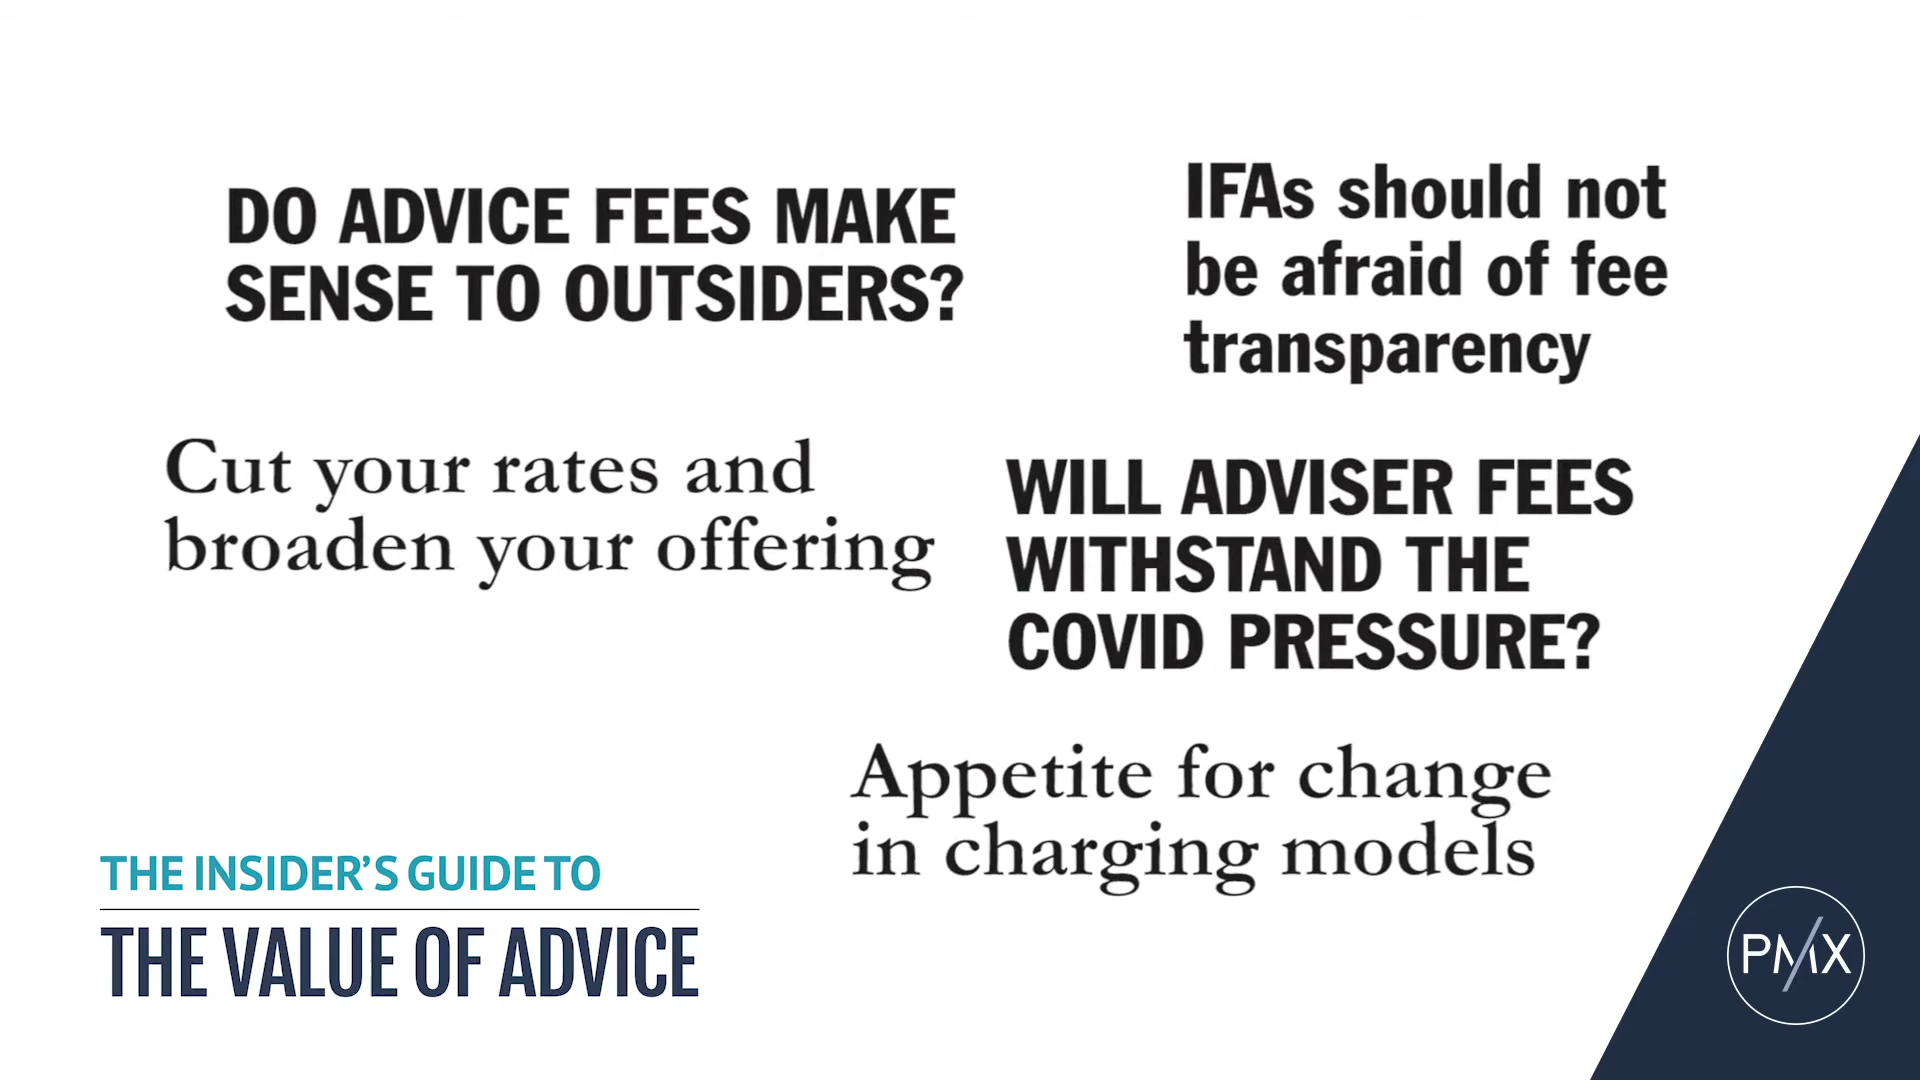 DO ADVICE FEES MAKE
SENSE TO OUTSIDERS?
IFAs should not
be afraid of fee
transparency
Cut your rates and
broaden your offering
WILL ADVISER FEES
WITHSTAND THE
COVID PRESSURE?
Appetite for change
in charging models
THE INSIDER’S GUIDE TO
THE VALUE OF ADVICE
PMX